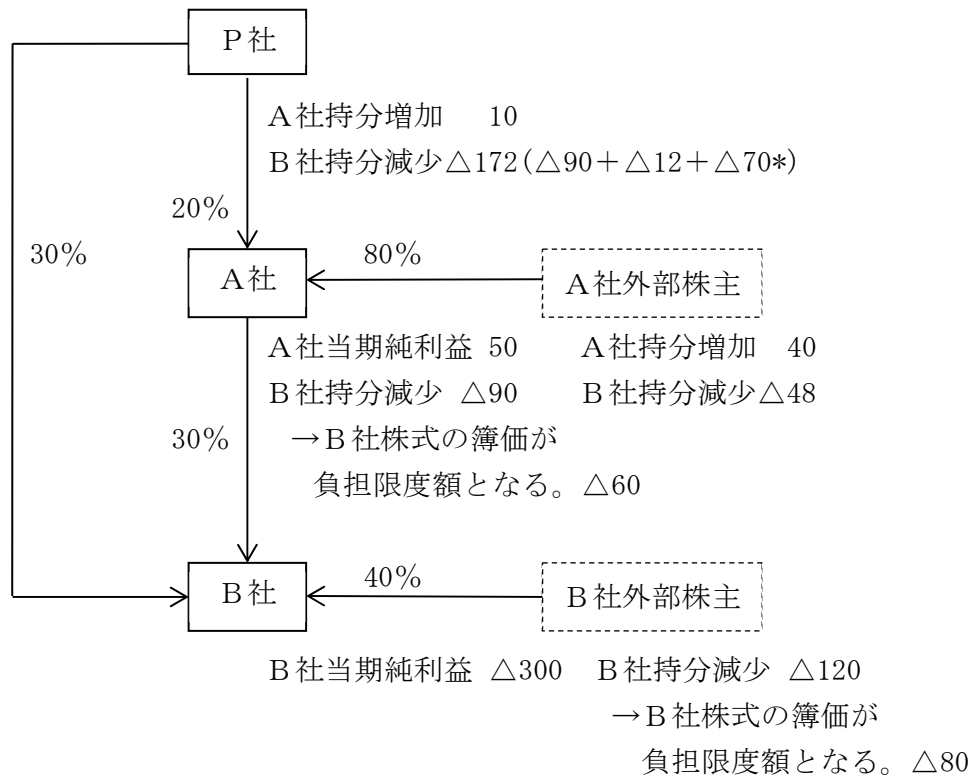 Ｐ社
Ａ社持分増加　10
Ｂ社持分減少△172(△90＋△12＋△70*)
20％
30％
80％
Ａ社
Ａ社外部株主
Ａ社当期純利益 50　Ａ社持分増加　40
Ｂ社持分減少 △90　Ｂ社持分減少△48
30％
→Ｂ社株式の簿価が
負担限度額となる。△60
40％
Ｂ社
Ｂ社外部株主
Ｂ社当期純利益 △300　Ｂ社持分減少 △120
→Ｂ社株式の簿価が
負担限度額となる。△80